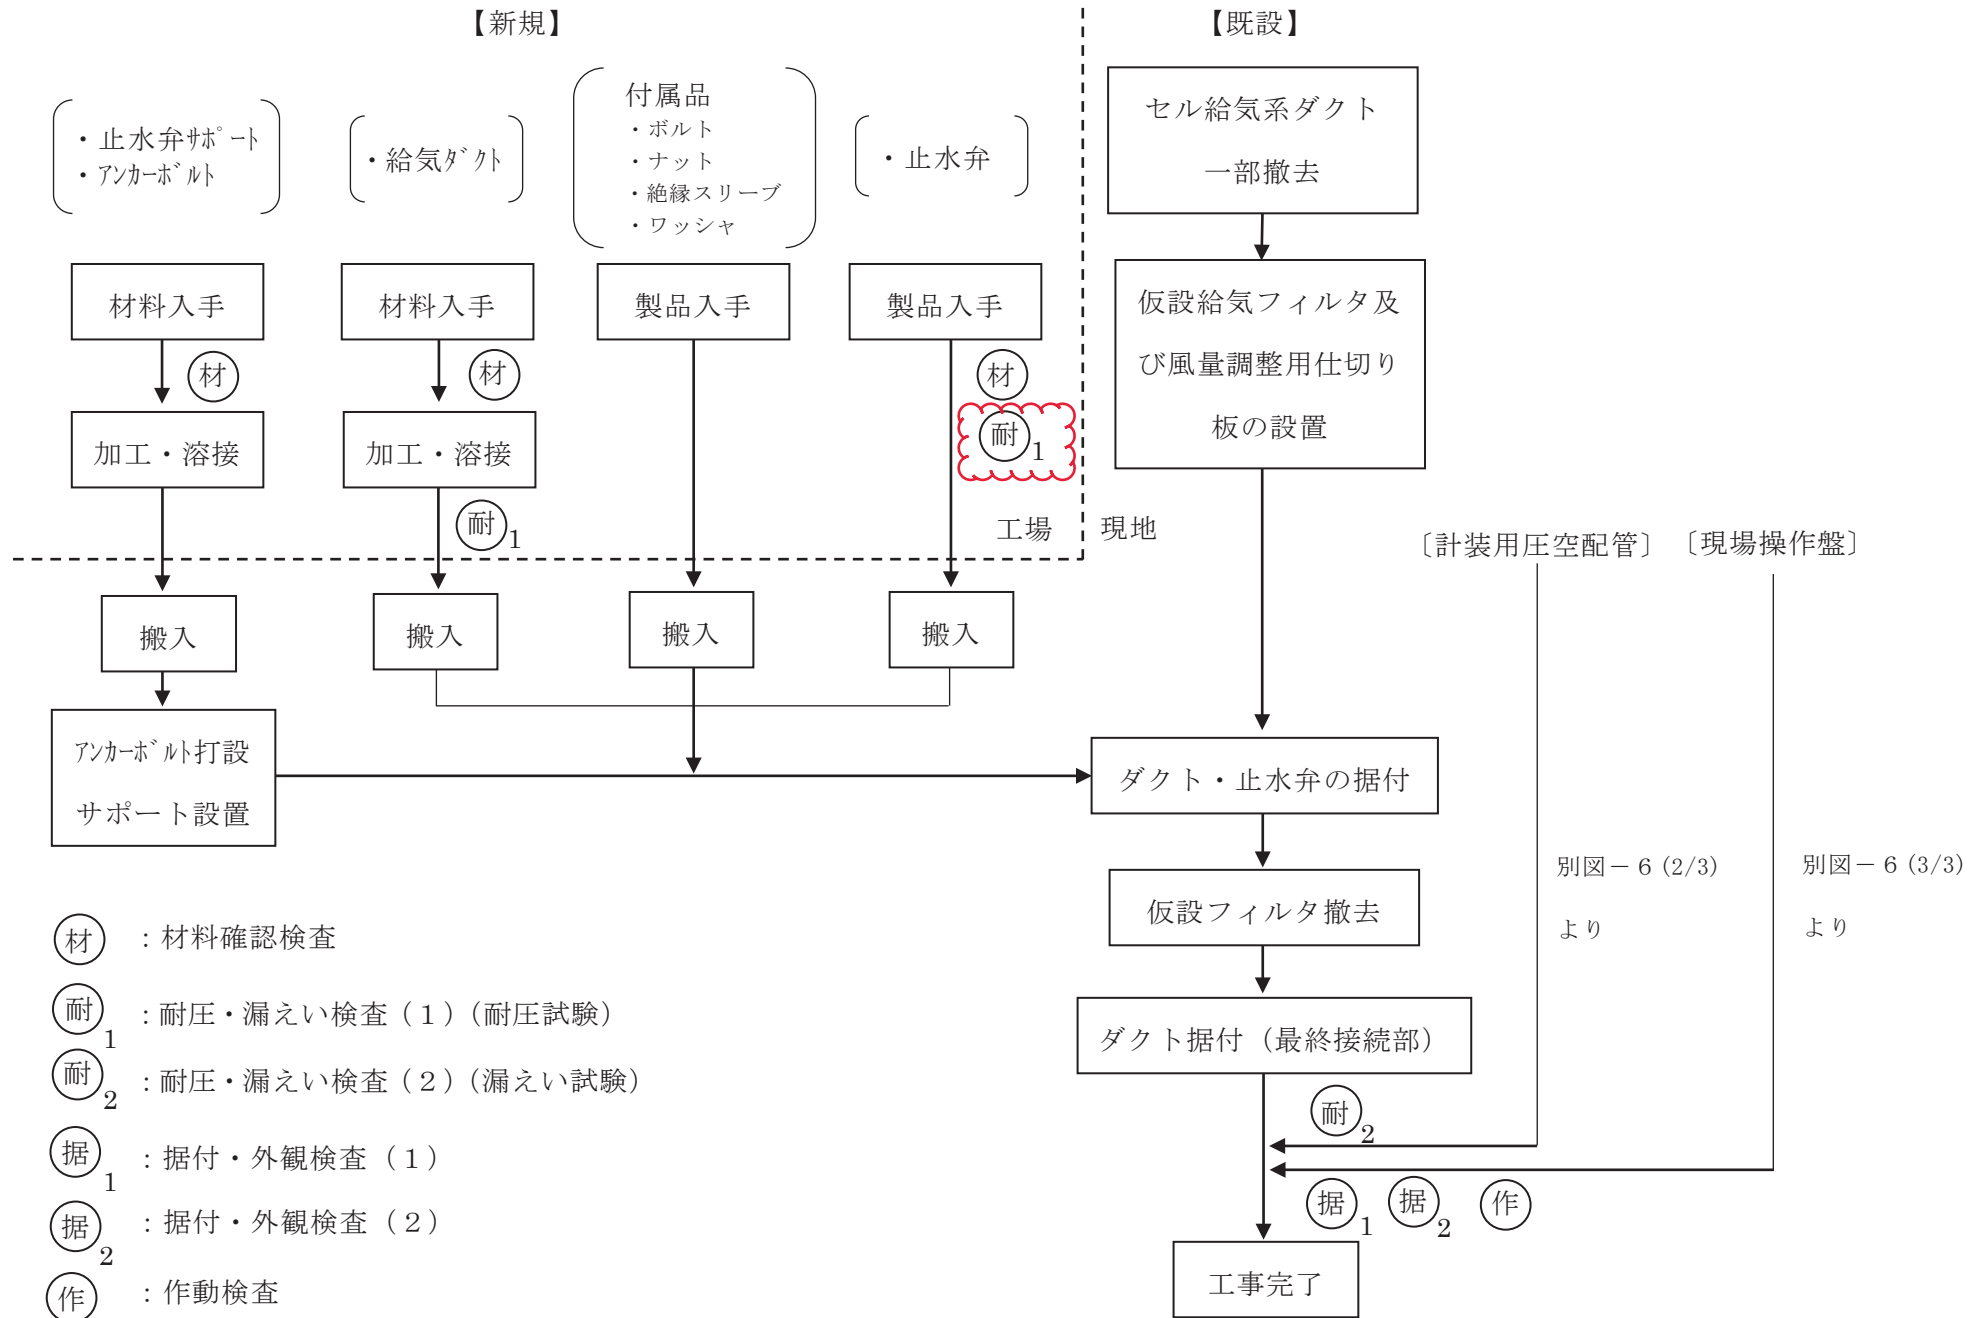 【新規】
【既設】
・止水弁ｻﾎﾟｰﾄ
・ｱﾝｶｰﾎﾞﾙﾄ
・給気ﾀﾞｸﾄ
付属品
・ボルト
・ナット
・絶縁スリーブ
・ワッシャ
・止水弁
セル給気系ダクト
一部撤去
材料入手
材料入手
製品入手
製品入手
仮設給気フィルタ及
び風量調整用仕切り
板の設置
材
材
材
耐1
加工・溶接
加工・溶接
耐1
工場
現地
〔計装用圧空配管〕
〔現場操作盤〕
搬入
搬入
搬入
搬入
ｱﾝｶｰﾎﾞﾙﾄ打設
サポート設置
ダクト・止水弁の据付
別図－６(2/3)
より
別図－６(3/3)
より
仮設フィルタ撤去
ダクト据付（最終接続部）
耐2
据1
据2
作
工事完了
材 ：材料確認検査
耐1 ：耐圧・漏えい検査（１）（耐圧試験）
耐2 ：耐圧・漏えい検査（２）（漏えい試験）
据1 ：据付・外観検査（１）
据2 ：据付・外観検査（２）
作 ：作動検査